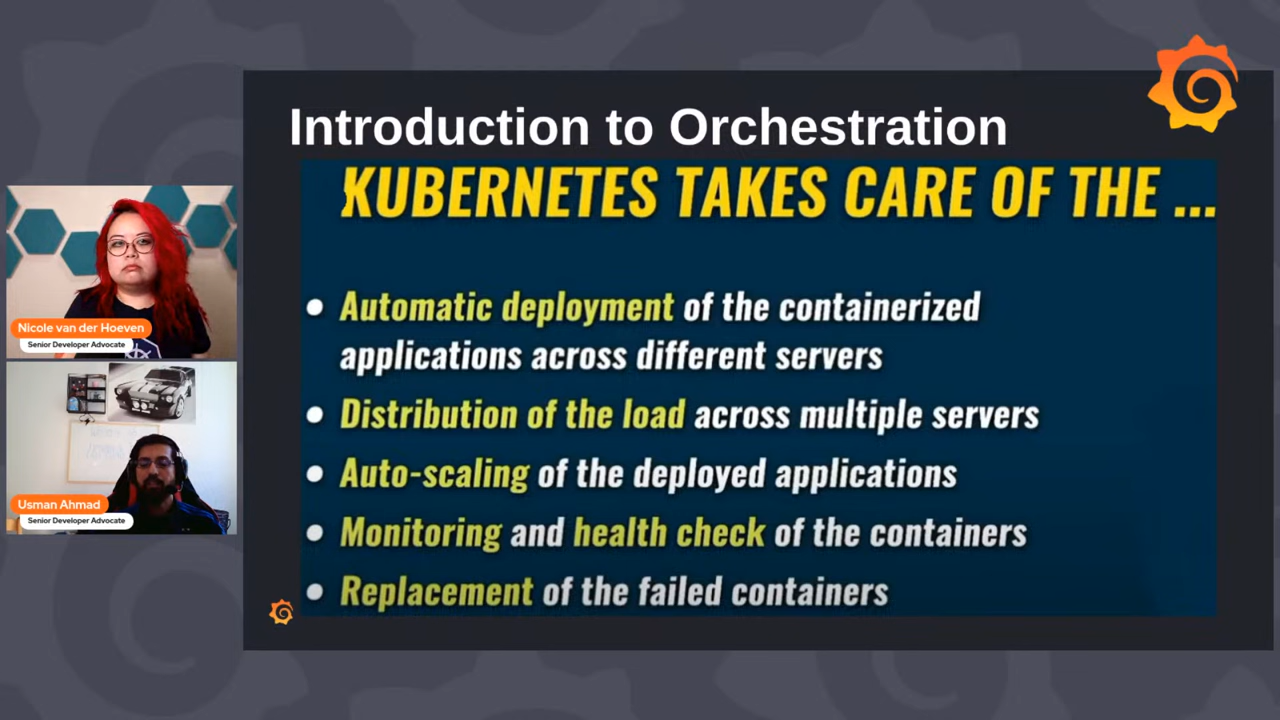 Introduction to Orchestration
KUBERNETES TAKES CARE OF THE ...
• Automatic deployment of the containerized
applications across different servers
• Distribution of the load across multiple servers
• Auto-scaling of the deployed applications
• Monitoring and health check of the containers
• Replacement of the failed containers
Nicole van der Hoeven
Senior Developer Advocate
Usman Ahmad
Senior Developer Advocate